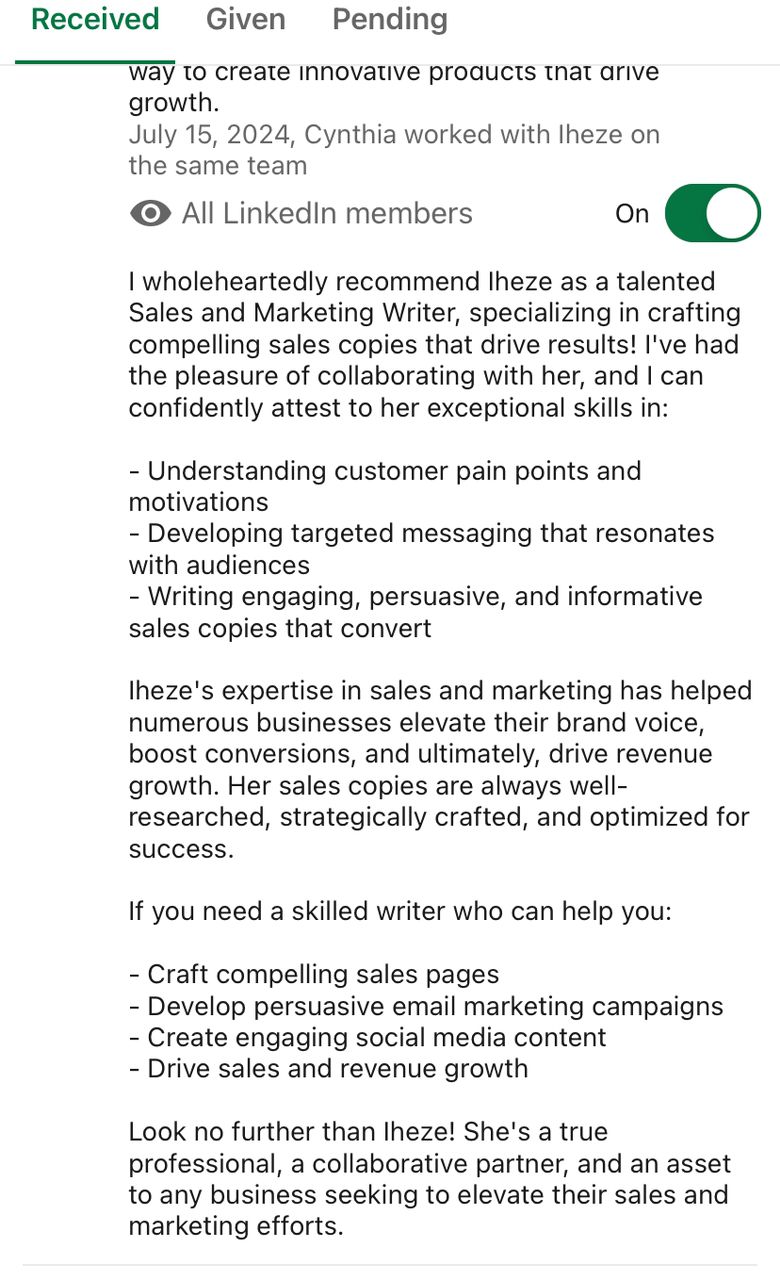 Received Given Pending
way to create innovative products that drive
growth.
July 15, 2024, Cynthia worked with Iheze on
the same team
All LinkedIn members On
I wholeheartedly recommend Iheze as a talented
Sales and Marketing Writer, specializing in crafting
compelling sales copies that drive results! I've had
the pleasure of collaborating with her, and I can
confidently attest to her exceptional skills in:
- Understanding customer pain points and
motivations
- Developing targeted messaging that resonates
with audiences
- Writing engaging, persuasive, and informative
sales copies that convert
Iheze's expertise in sales and marketing has helped
numerous businesses elevate their brand voice,
boost conversions, and ultimately, drive revenue
growth. Her sales copies are always well-
researched, strategically crafted, and optimized for
success.
If you need a skilled writer who can help you:
- Craft compelling sales pages
- Develop persuasive email marketing campaigns
- Create engaging social media content
- Drive sales and revenue growth
Look no further than Iheze! She's a true
professional, a collaborative partner, and an asset
to any business seeking to elevate their sales and
marketing efforts.